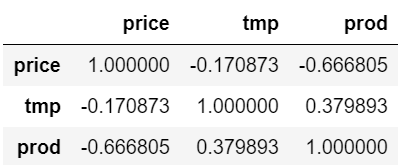 price tmp prod
price 1.000000 -0.170873 -0.666805
tmp -0.170873 1.000000 0.379893
prod -0.666805 0.379893 1.000000